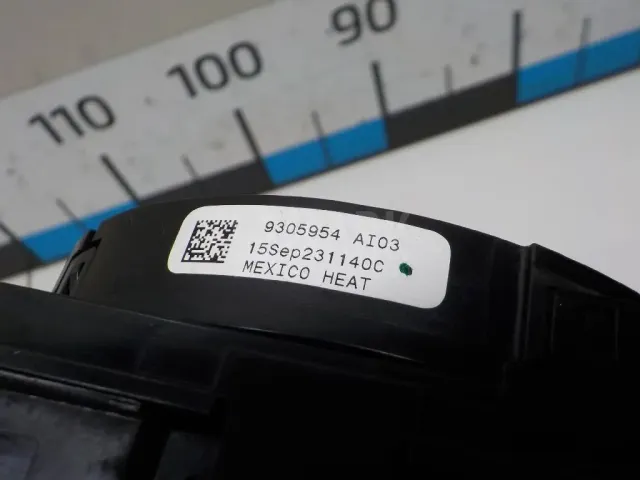 110 100 90
9305954 AI03
15Sep231140C
MEXICO HEAT